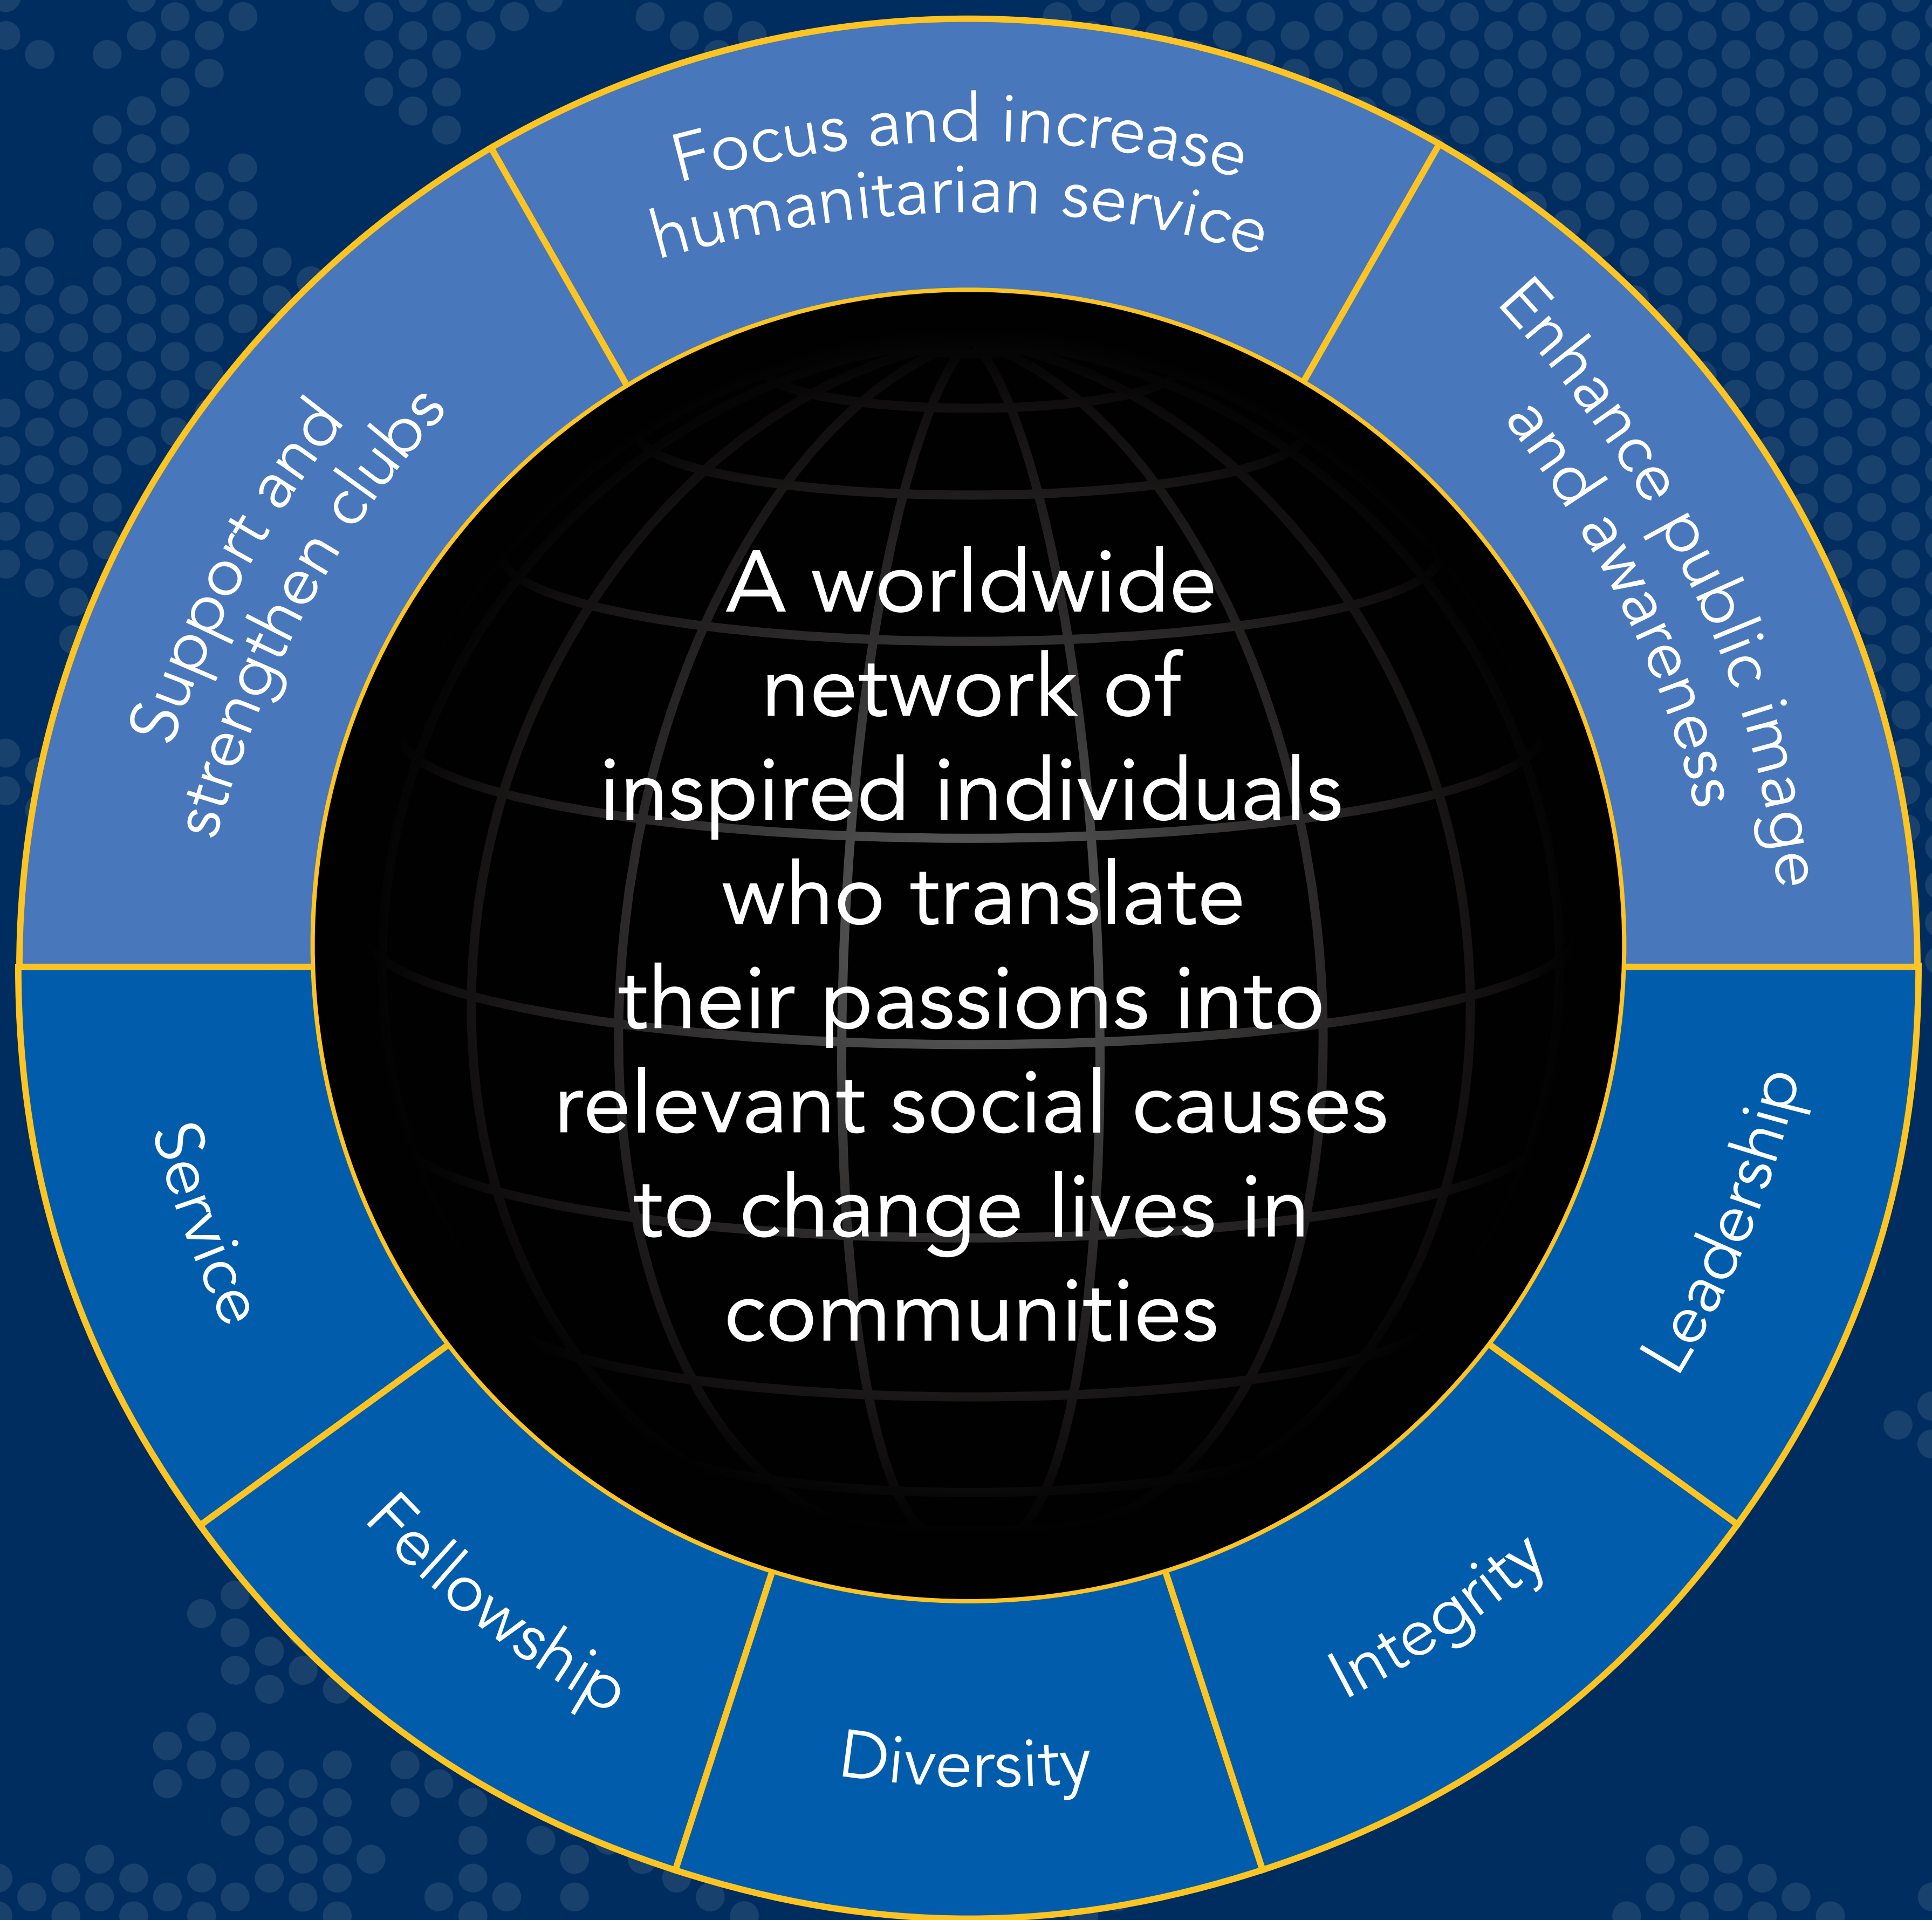 Focus and increase
humanitarian service
Support and
strengthen clubs
Enhance public image
and awareness
A worldwide
network of
inspired individuals
who translate
their passions into
relevant social causes
to change lives in
communities
Service
Fellowship
Diversity
Integrity
Leadership